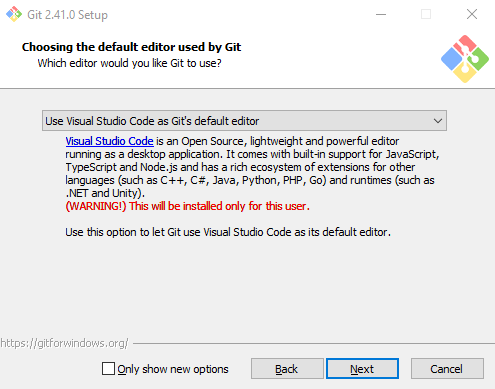 Git 2.41.0 Setup
Choosing the default editor used by Git
Which editor would you like Git to use?
Use Visual Studio Code as Git's default editor
Visual Studio Code is an Open Source, lightweight and powerful editor
running as a desktop application. It comes with built-in support for JavaScript,
TypeScript and Node.js and has a rich ecosystem of extensions for other
languages (such as C++, C#, Java, Python, PHP, Go) and runtimes (such as
.NET and Unity).
(WARNING!) This will be installed only for this user.
Use this option to let Git use Visual Studio Code as its default editor.
https://gitforwindows.org/
Only show new options
Back
Next
Cancel